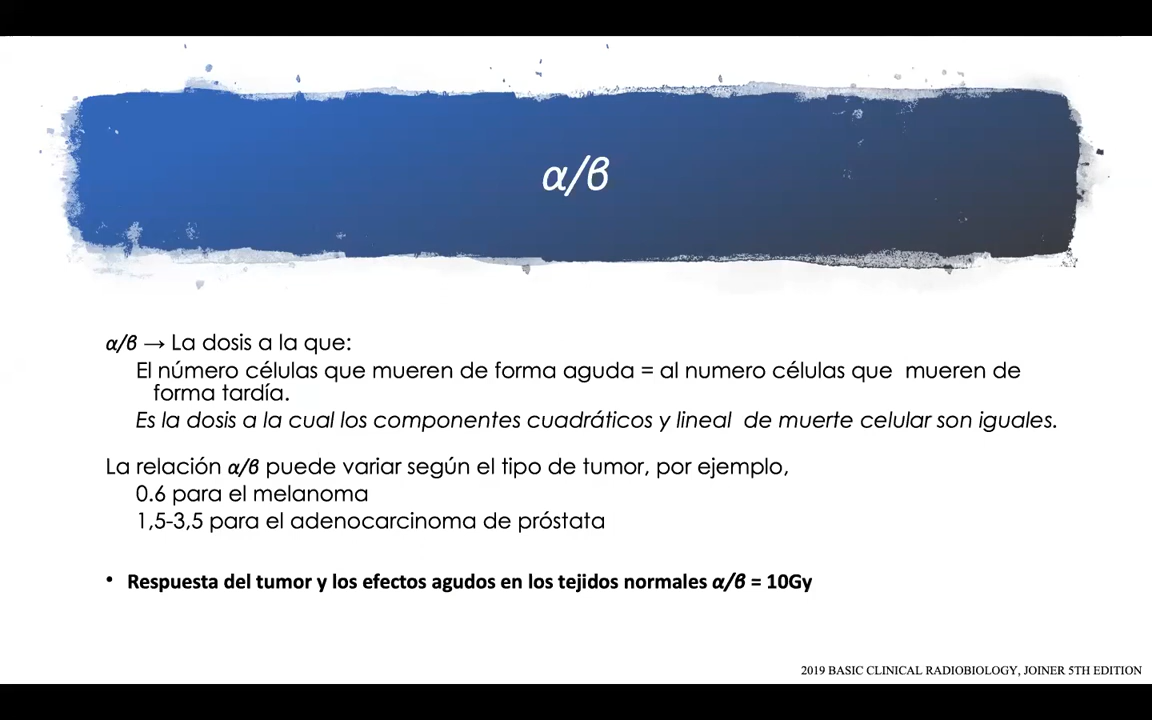 α/β
α/β → La dosis a la que:
El número células que mueren de forma aguda = al numero células que mueren de
forma tardía.
Es la dosis a la cual los componentes cuadráticos y lineal de muerte celular son iguales.
La relación α/β puede variar según el tipo de tumor, por ejemplo,
0.6 para el melanoma
1,5-3,5 para el adenocarcinoma de próstata
• Respuesta del tumor y los efectos agudos en los tejidos normales α/β = 10Gy
2019 BASIC CLINICAL RADIOBIOLOGY, JOINER 5TH EDITION